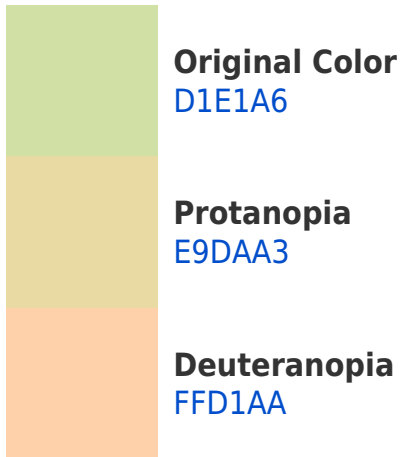 Original Color
D1E1A6
Protanopia
E9DAA3
Deuteranopia
FFD1AA